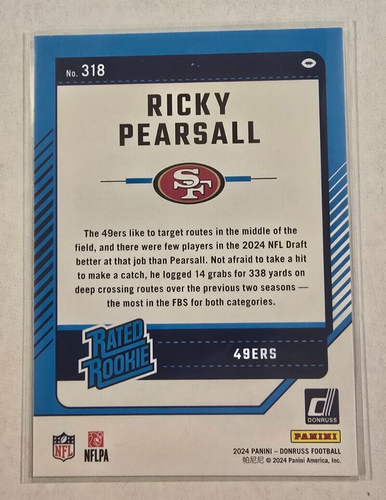 No. 318
RICKY
PEARSALL
SF
The 49ers like to target routes in the middle of the
field, and there were few players in the 2024 NFL Draft
better at that job than Pearsall. Not afraid to take a hit
to make a catch, he logged 14 grabs for 338 yards on
deep crossing routes over the previous two seasons —
the most in the FBS for both categories.
RATED
ROOKIE
49ERS
DONRUSS
NFL
NFLPA
PANINI
2024 PANINI – DONRUSS FOOTBALL
帕尼尼 © 2024 Panini America, Inc.